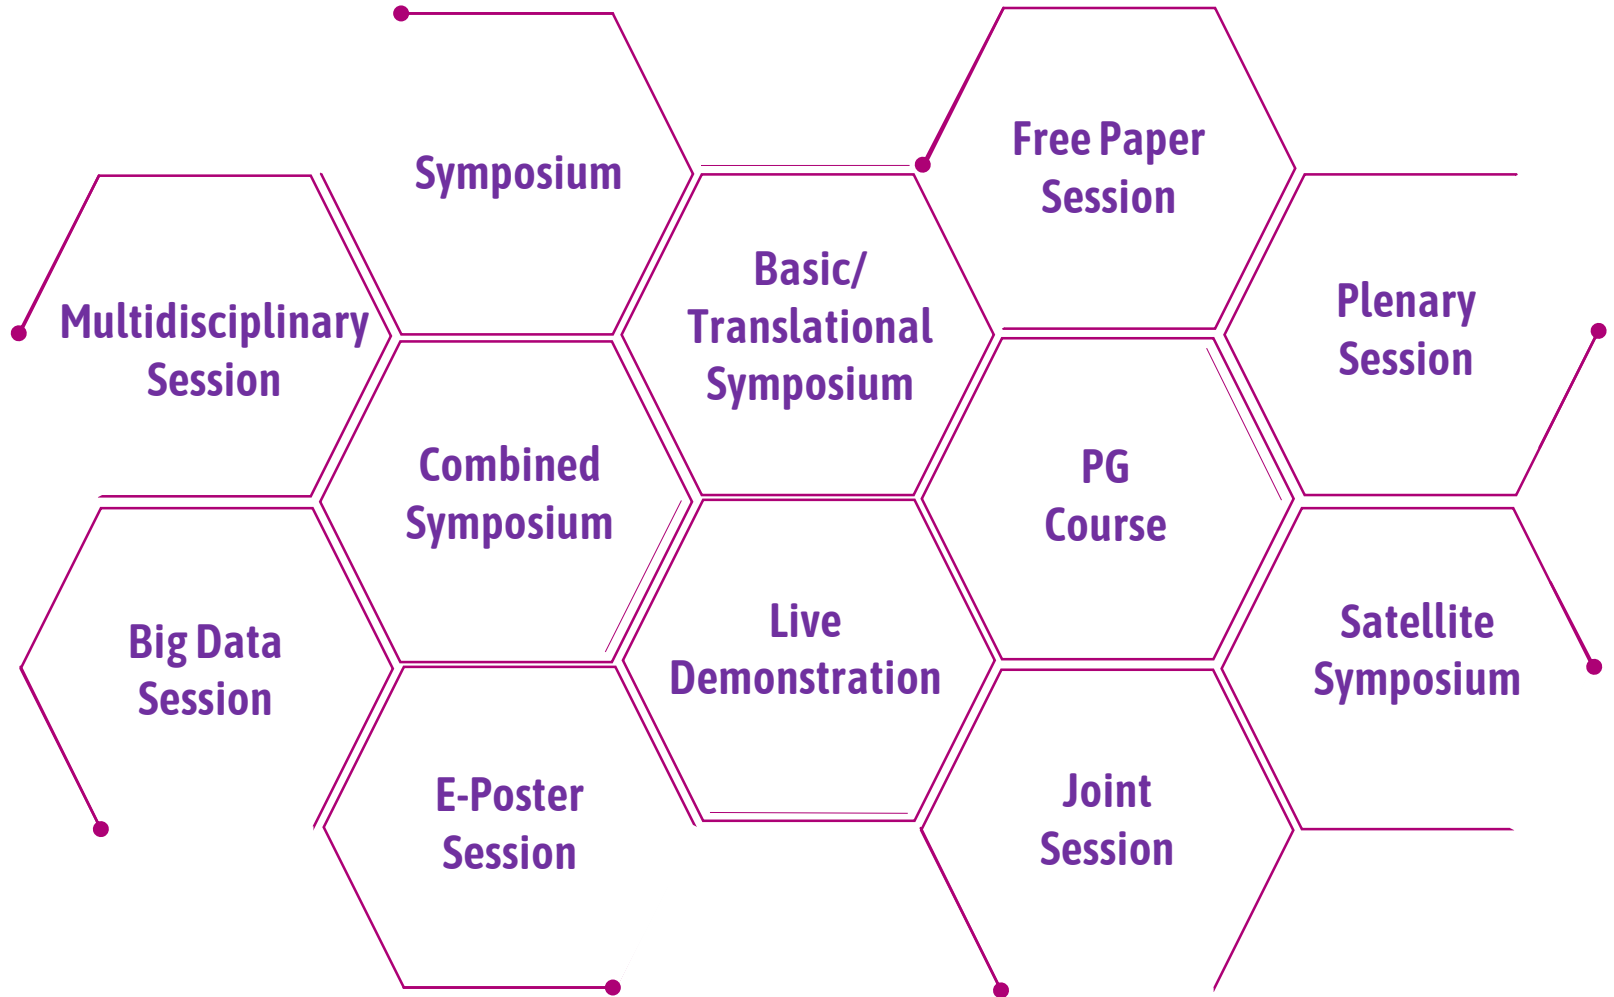 Symposium
Free Paper
Session
Multidisciplinary
Session
Basic/
Translational
Symposium
Plenary
Session
Combined
Symposium
PG
Course
Big Data
Session
Live
Demonstration
Satellite
Symposium
E-Poster
Session
Joint
Session